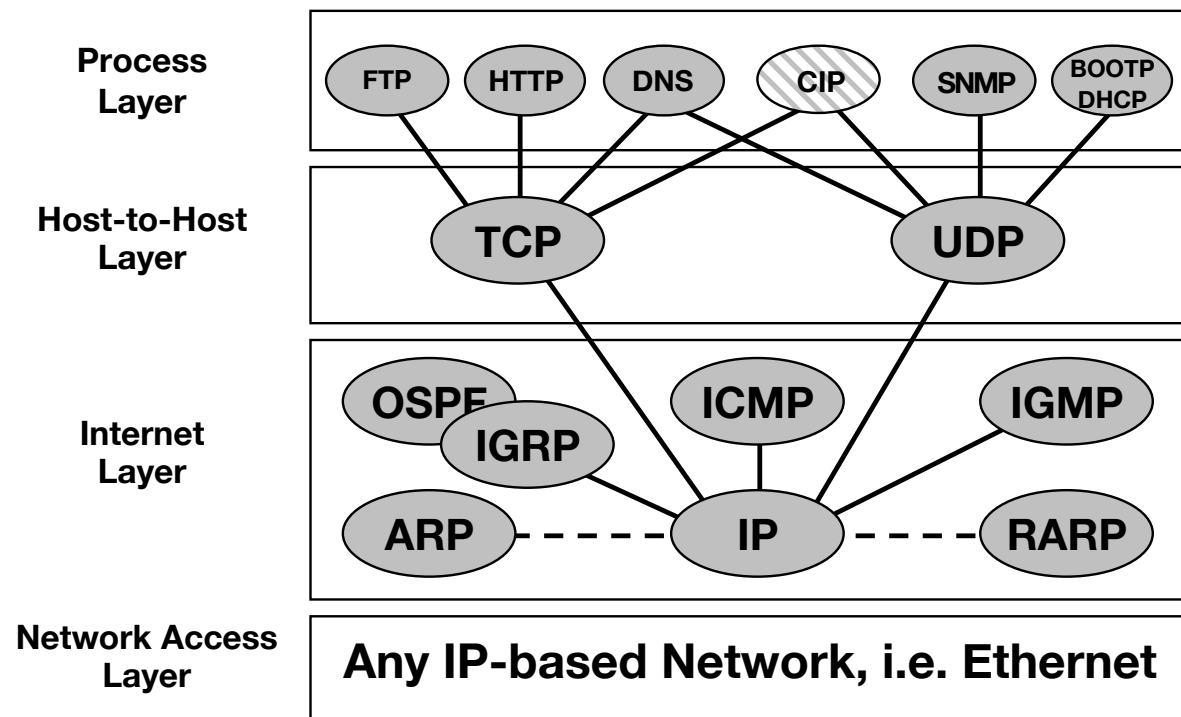 Process
Layer
FTP
HTTP
DNS
CIP
SNMP
BOOTP
DHCP
Host-to-Host
Layer
TCP
UDP
Internet
Layer
OSPF
IGRP
ICMP
IGMP
ARP
IP
RARP
Network Access
Layer
Any IP-based Network, i.e. Ethernet